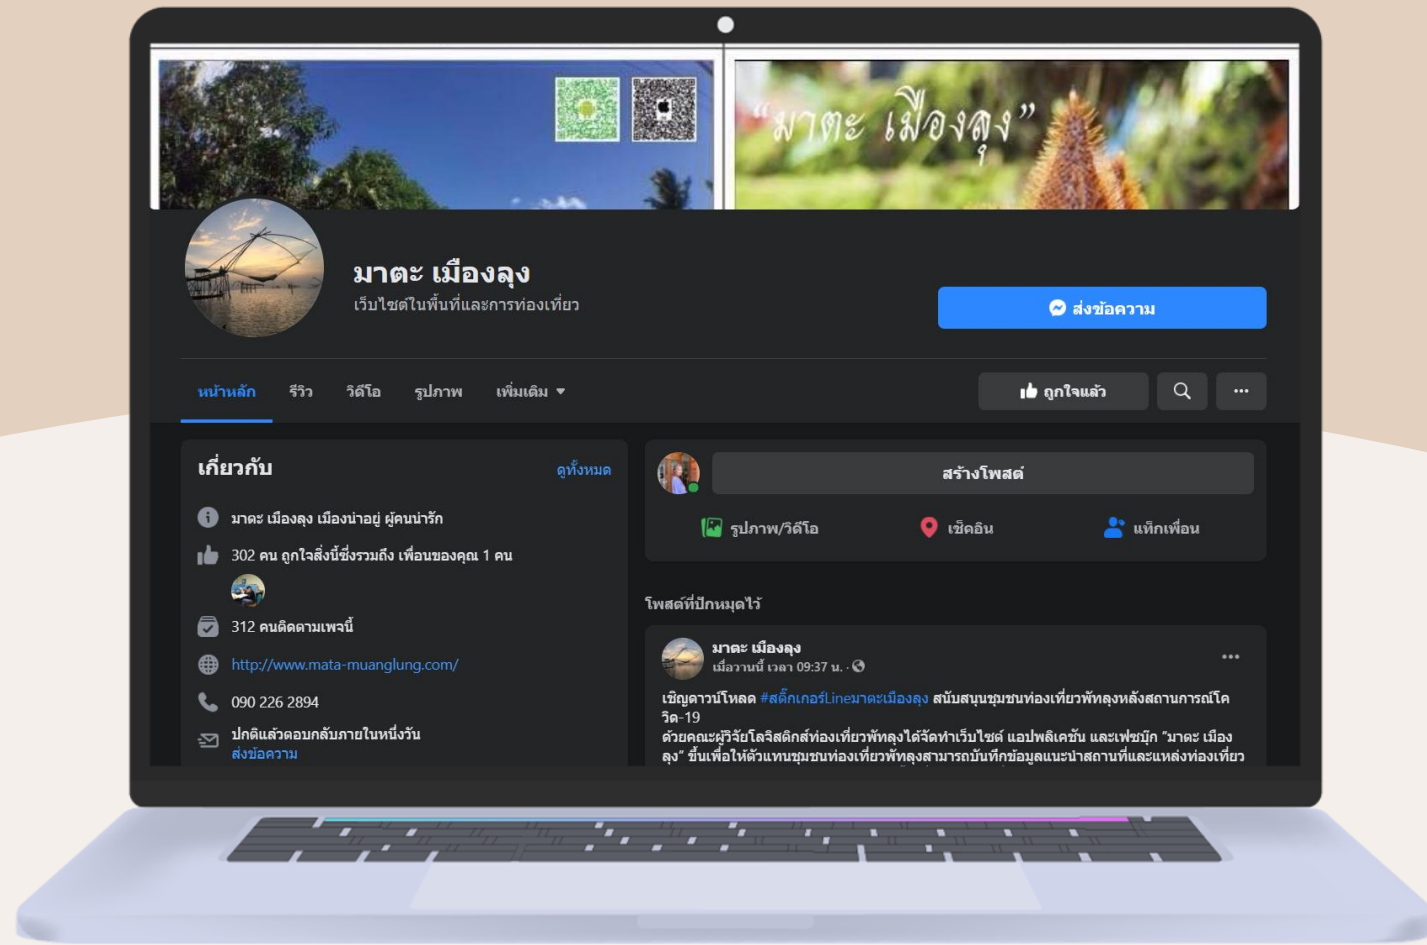 “มาตะ เมืองลุง”
มาตะ เมืองลุง
เว็บไซต์ในพื้นที่และการท่องเที่ยว
ส่งข้อความ
หน้าหลัก รีวิว วิดีโอ รูปภาพ เพิ่มเติม
ถูกใจแล้ว
เกี่ยวกับ
ดูทั้งหมด
มาตะ เมืองลุง เมืองน่าอยู่ ผู้คนน่ารัก
302 คน ถูกใจสิ่งนี้ซึ่งรวมถึง เพื่อนของคุณ 1 คน
312 คนติดตามเพจนี้
http://www.mata-muanglung.com/
090 226 2894
ปกติแล้วตอบกลับภายในหนึ่งวัน
ส่งข้อความ
สร้างโพสต์
รูปภาพ/วิดีโอ เช็คอิน แท็กเพื่อน
โพสต์ที่ปักหมุดไว้
มาตะ เมืองลุง
เมื่อวานนี้ เวลา 09:37 น. ·
เชิญดาวน์โหลด #สติ๊กเกอร์Lineมาตะเมืองลุง สนับสนุนชุมชนท่องเที่ยวพัทลุงหลังสถานการณ์โค
วิด-19
ด้วยคณะผู้วิจัยโลจิสติกส์ท่องเที่ยวพัทลุงได้จัดทำเว็บไซต์ แอปพลิเคชัน และเฟซบุ๊ก “มาตะ เมือง
ลุง” ขึ้นเพื่อให้ตัวแทนชุมชนท่องเที่ยวพัทลุงสามารถบันทึกข้อมูลแนะนำสถานที่และแหล่งท่องเที่ยว